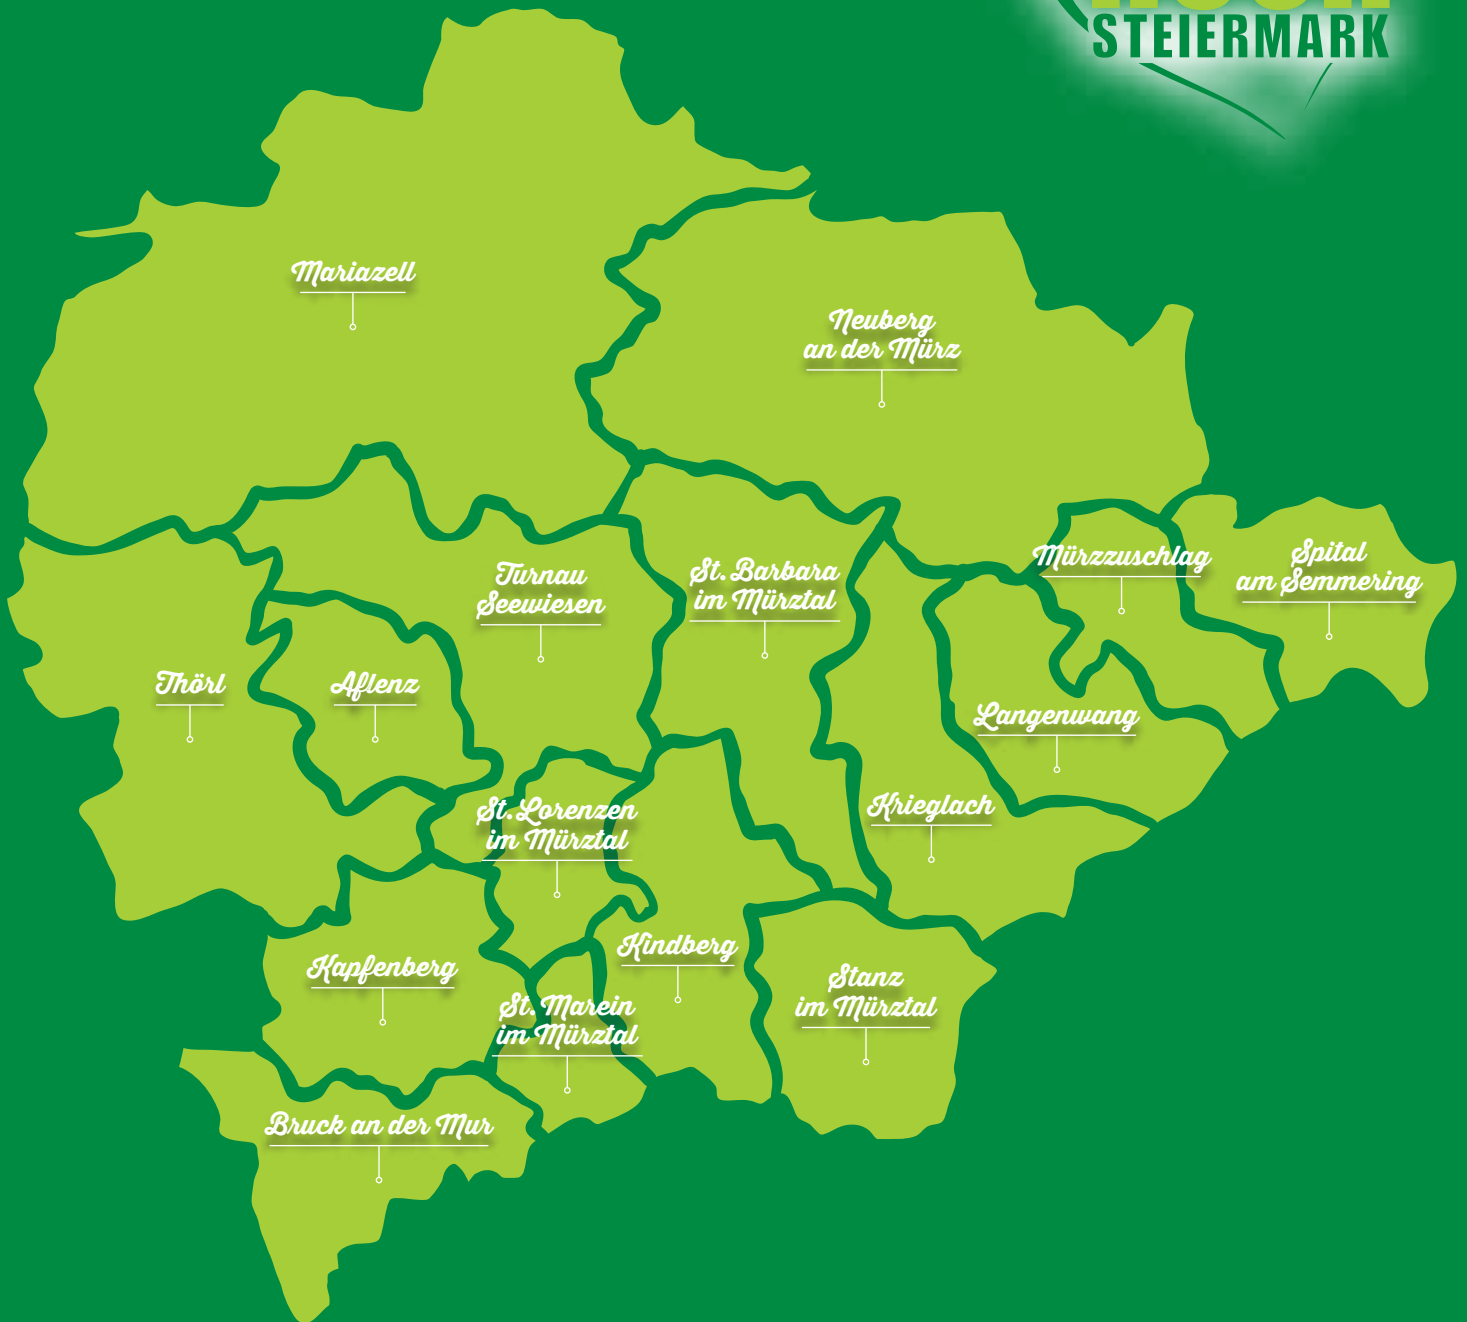 STEIERMARK
Mariazell
Neuberg
an der Mürz
Mürzzuschlag
Spital
am Semmering
Turnau
Seewiesen
St. Barbara
im Mürztal
Thörl
Aflenz
Langenwang
St. Lorenzen
im Mürztal
Krieglach
Kapfenberg
Kindberg
Stanz
im Mürztal
St. Marein
im Mürztal
Bruck an der Mur